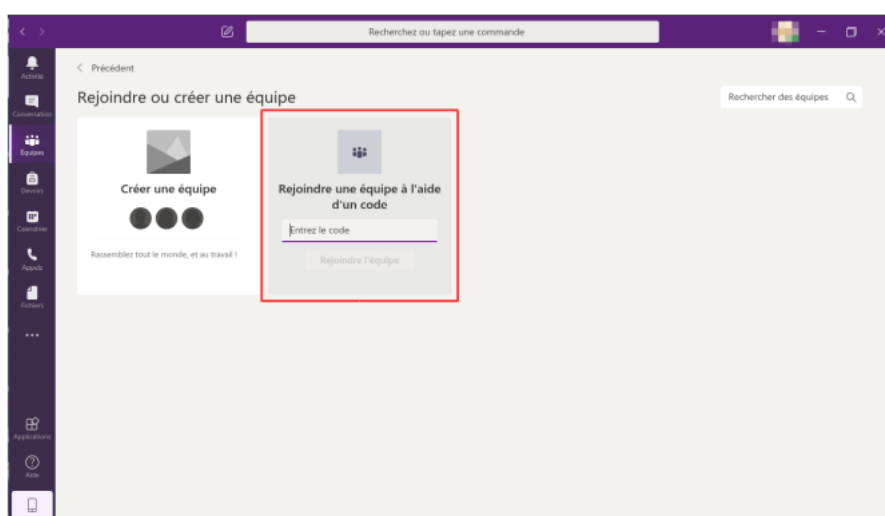 Recherchez ou tapez une commande
Activité
Conversation
Équipes
Devoirs
Calendrier
Appels
Fichiers
Applications
Aide
Précédent
Rejoindre ou créer une équipe
Rechercher des équipes
Créer une équipe
Rassemblez tout le monde, et au travail !
Rejoindre une équipe à l'aide
d'un code
Entrez le code
Rejoindre l'équipe